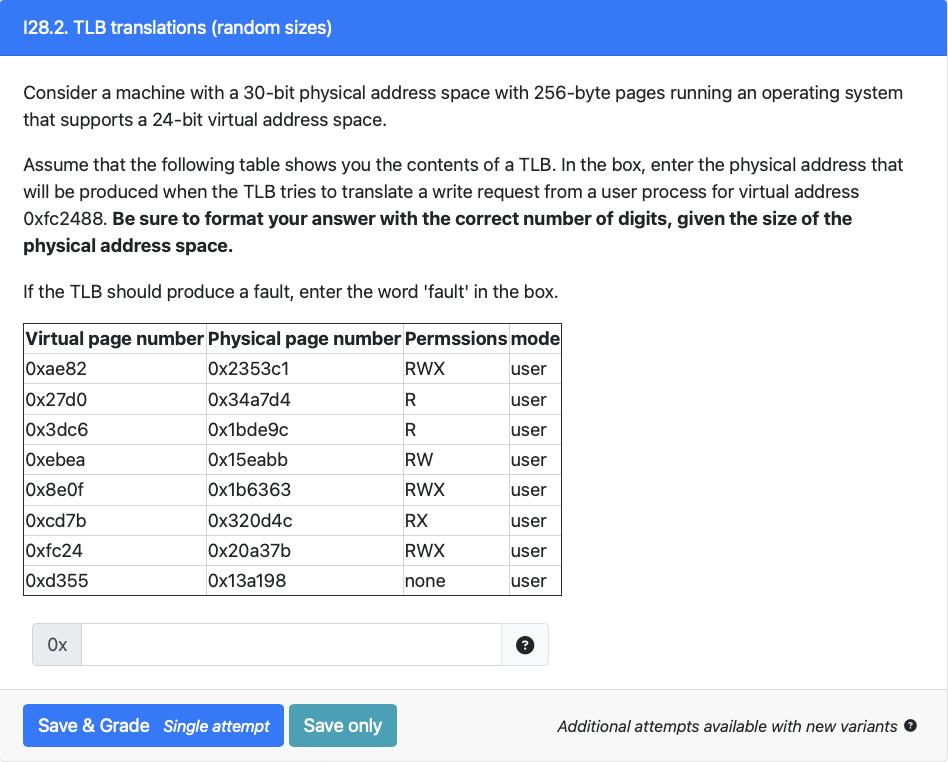 I28.2. TLB translations (random sizes)
Consider a machine with a 30-bit physical address space with 256-byte pages running an operating system
that supports a 24-bit virtual address space.
Assume that the following table shows you the contents of a TLB. In the box, enter the physical address that
will be produced when the TLB tries to translate a write request from a user process for virtual address
0xfc2488. Be sure to format your answer with the correct number of digits, given the size of the
physical address space.
If the TLB should produce a fault, enter the word 'fault' in the box.
Virtual page number Physical page number Permssions mode
0xae82 0x2353c1 RWX user
0x27d0 0x34a7d4 R user
0x3dc6 0x1bde9c R user
0xebea 0x15eabb RW user
0x8e0f 0x1b6363 RWX user
0xcd7b 0x320d4c RX user
0xfc24 0x20a37b RWX user
0xd355 0x13a198 none user
0x ?
Save & Grade Single attempt Save only Additional attempts available with new variants ?